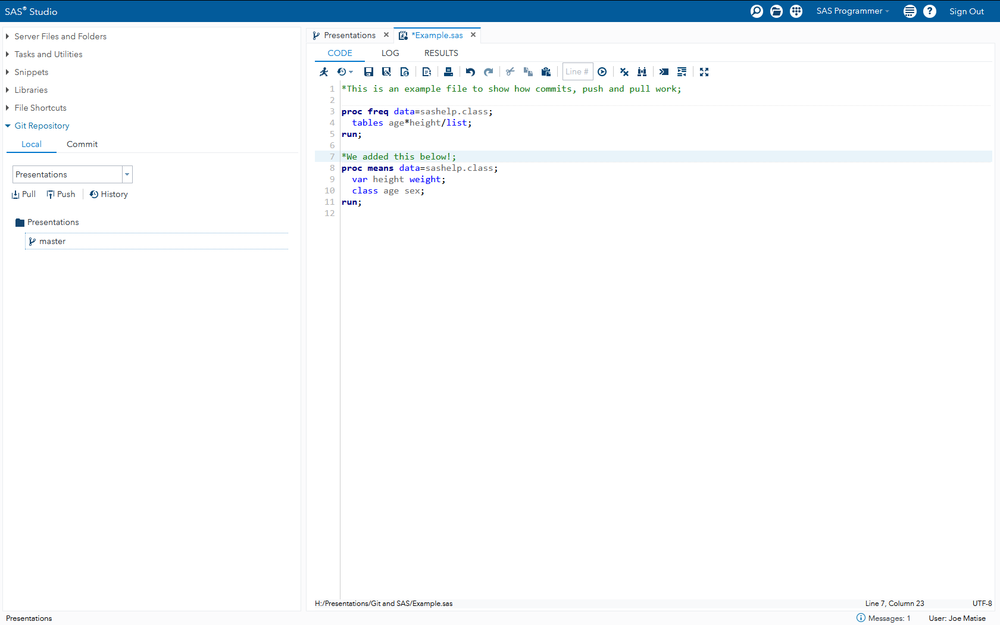 SAS® Studio
SAS Programmer
Sign Out
Server Files and Folders
Tasks and Utilities
Snippets
Libraries
File Shortcuts
Git Repository
Local Commit
Presentations
Pull Push History
Presentations
master
Presentations *Example.sas
CODE LOG RESULTS
Line #
1 *This is an example file to show how commits, push and pull work;
2
3 proc freq data=sashelp.class;
4 tables age*height/list;
5 run;
6
7 *We added this below!;
8 proc means data=sashelp.class;
9 var height weight;
10 class age sex;
11 run;
12
H:/Presentations/Git and SAS/Example.sas Line 7, Column 23 UTF-8
Presentations Messages: 1 User: Joe Matise